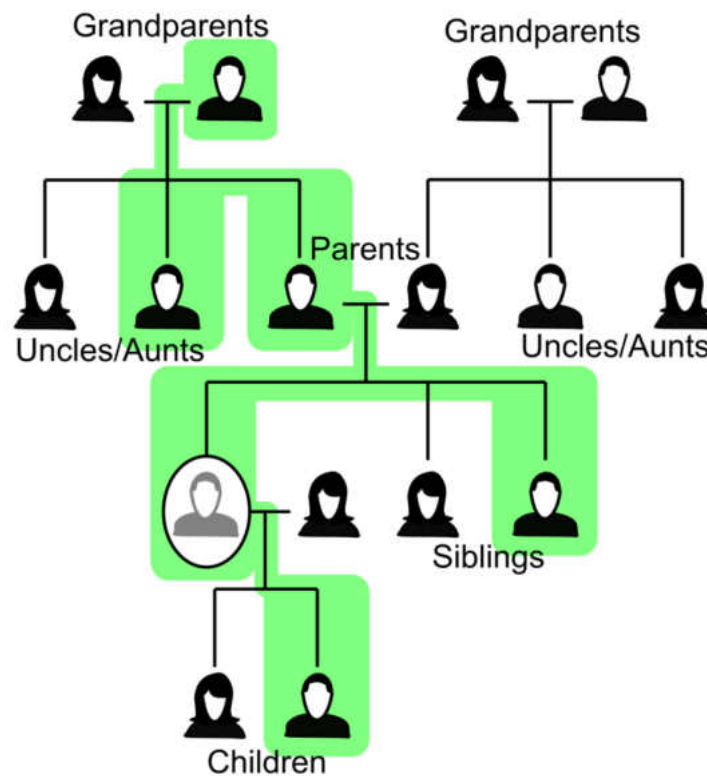 Grandparents
Grandparents
Parents
Uncles/Aunts
Uncles/Aunts
Siblings
Children